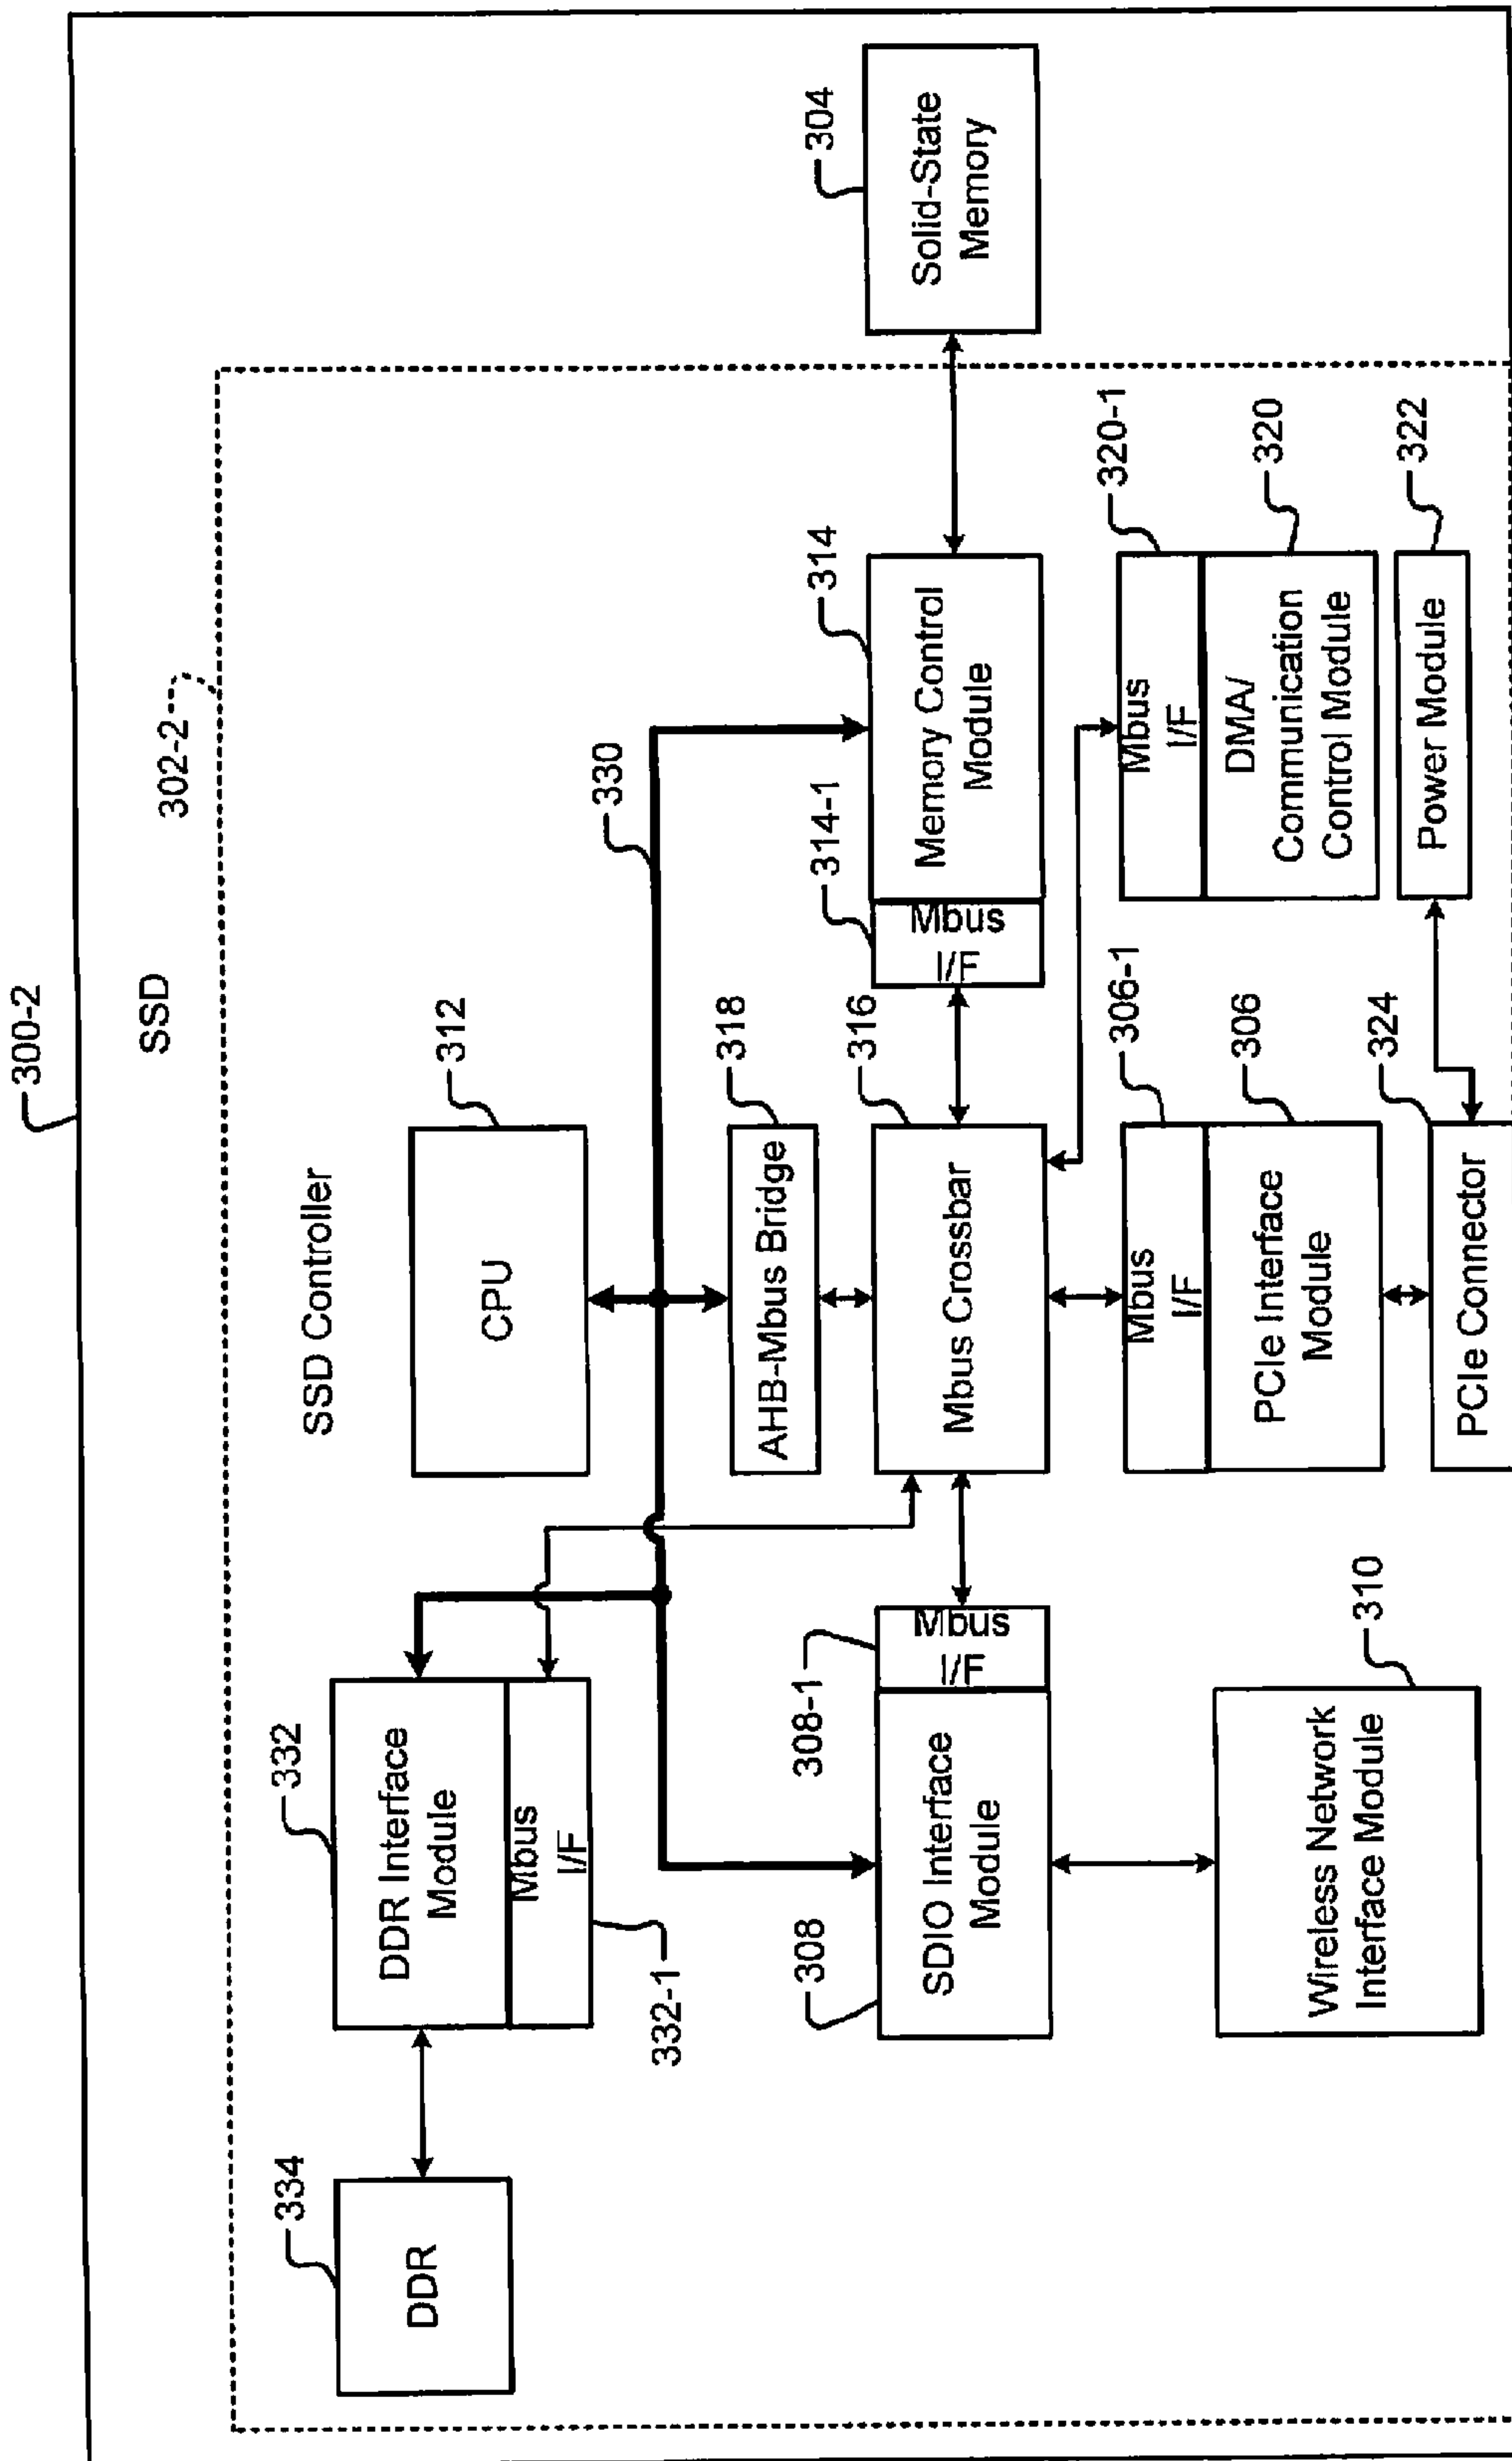 300-2
SSD
302-2
SSD Controller
334
DDR
332
DDR Interface
Module
Mbus
I/F
332-1
312
CPU
330
318
AHB-Mbus Bridge
308
SDIO Interface
Module
308-1
Mbus
I/F
316
Mbus Crossbar
314-1
Mbus
I/F
314
Memory Control
Module
304
Solid-State
Memory
310
Wireless Network
Interface Module
306-1
Mbus
I/F
306
PCIe Interface
Module
324
PCIe Connector
320-1
Mbus
I/F
320
DMA/
Communication
Control Module
322
Power Module